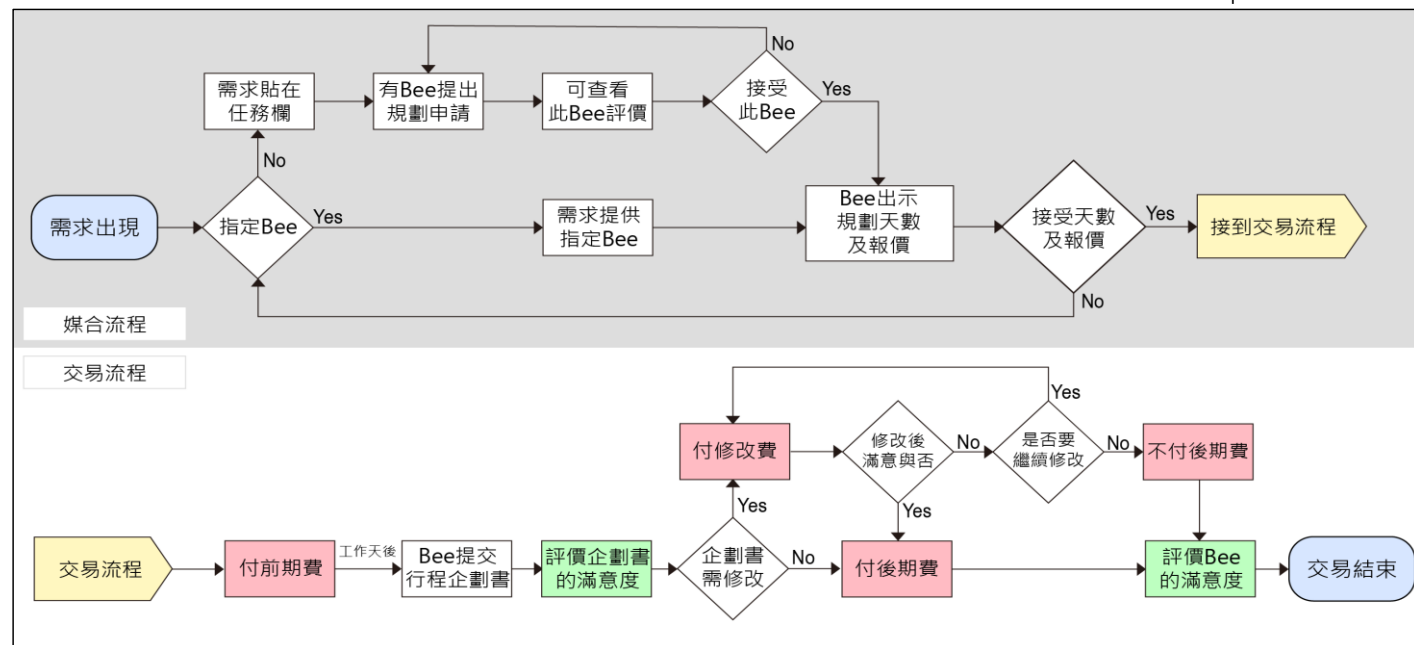 No
需求貼在
任務欄
有Bee提出
規劃申請
可查看
此Bee評價
接受
此Bee
Yes
No
需求出現
指定Bee
Yes
需求提供
指定Bee
Bee出示
規劃天數
及報價
接受天數
及報價
Yes
接到交易流程
No
媒合流程
交易流程
Yes
付修改費
修改後
滿意與否
No
是否要
繼續修改
No
不付後期費
Yes
Yes
交易流程
付前期費
工作天後
Bee提交
行程企劃書
評價企劃書
的滿意度
企劃書
需修改
No
付後期費
評價Bee
的滿意度
交易結束